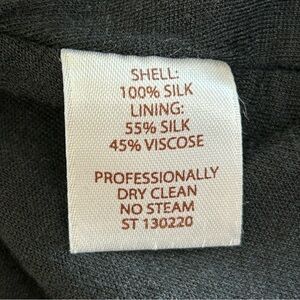 SHELL:
100% SILK
LINING:
55% SILK
45% VISCOSE
PROFESSIONALLY
DRY CLEAN
NO STEAM
ST 130220